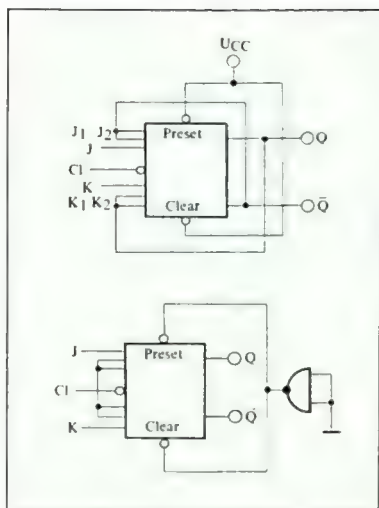 UCC
J1 J2
Preset
J
Q
Cl
K
K1 K2
Q̄
Clear
J
Preset
Q
Cl
Q̄
K
Clear